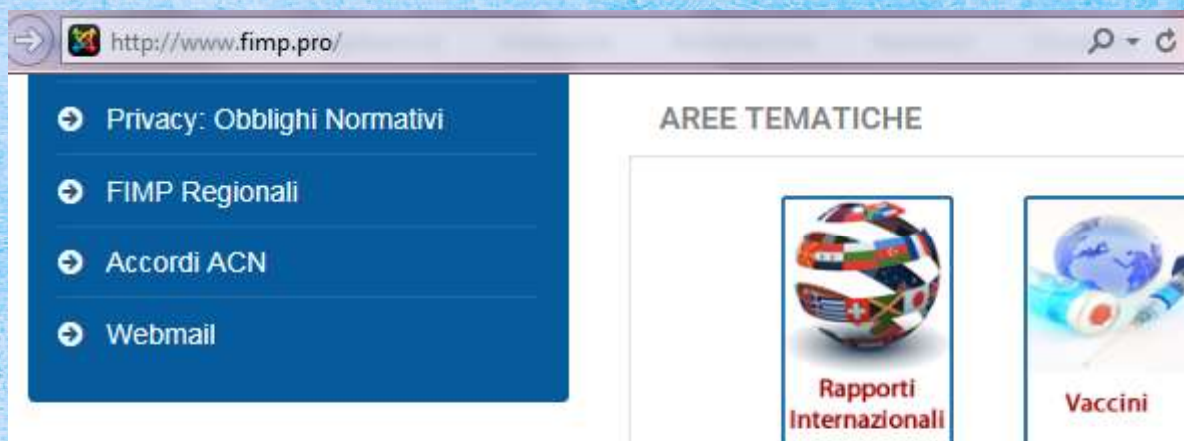 http://www.fimp.pro/
Privacy: Obblighi Normativi
FIMP Regionali
Accordi ACN
Webmail
AREE TEMATICHE
Rapporti
Internazionali
Vaccini